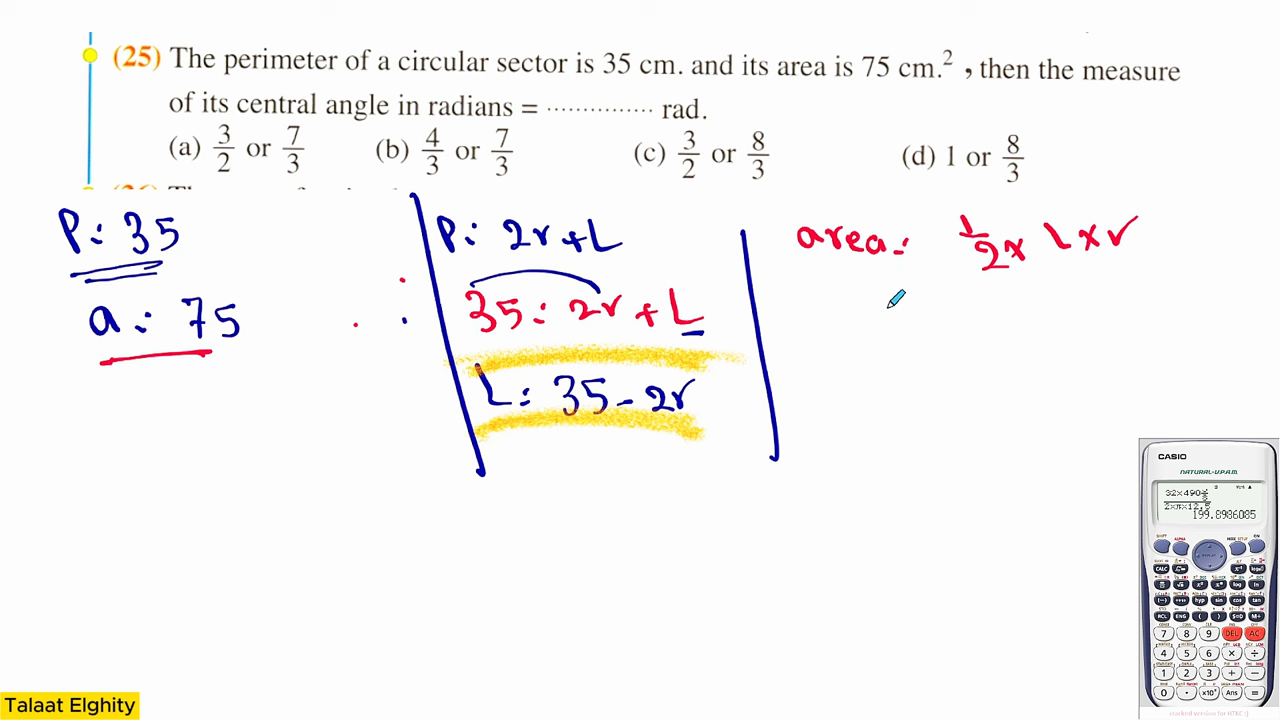 (25) The perimeter of a circular sector is 35 cm. and its area is 75 cm.² , then the measure
of its central angle in radians = ............... rad.
(a) 3/2 or 7/3 (b) 4/3 or 7/3 (c) 3/2 or 8/3 (d) 1 or 8/3
P = 35
a = 75
P = 2r + L
35 = 2r + L
L = 35 - 2r
area = 1/2 × L × r
CASIO
NATURAL-V.P.A.M.
199.8986085
Talaat Elghity